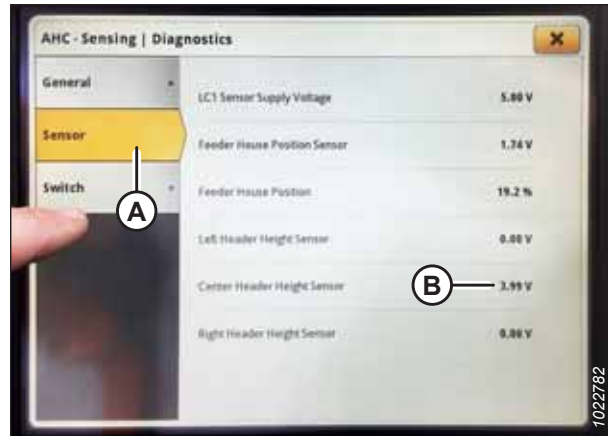 AHC - Sensing | Diagnostics
General
Sensor
Switch
A
LC1 Sensor Supply Voltage 5.00 V
Feeder House Position Sensor 1.74 V
Feeder House Position 19.2 %
Left Header Height Sensor 0.00 V
Center Header Height Sensor B 3.99 V
Right Header Height Sensor 0.00 V
1022782